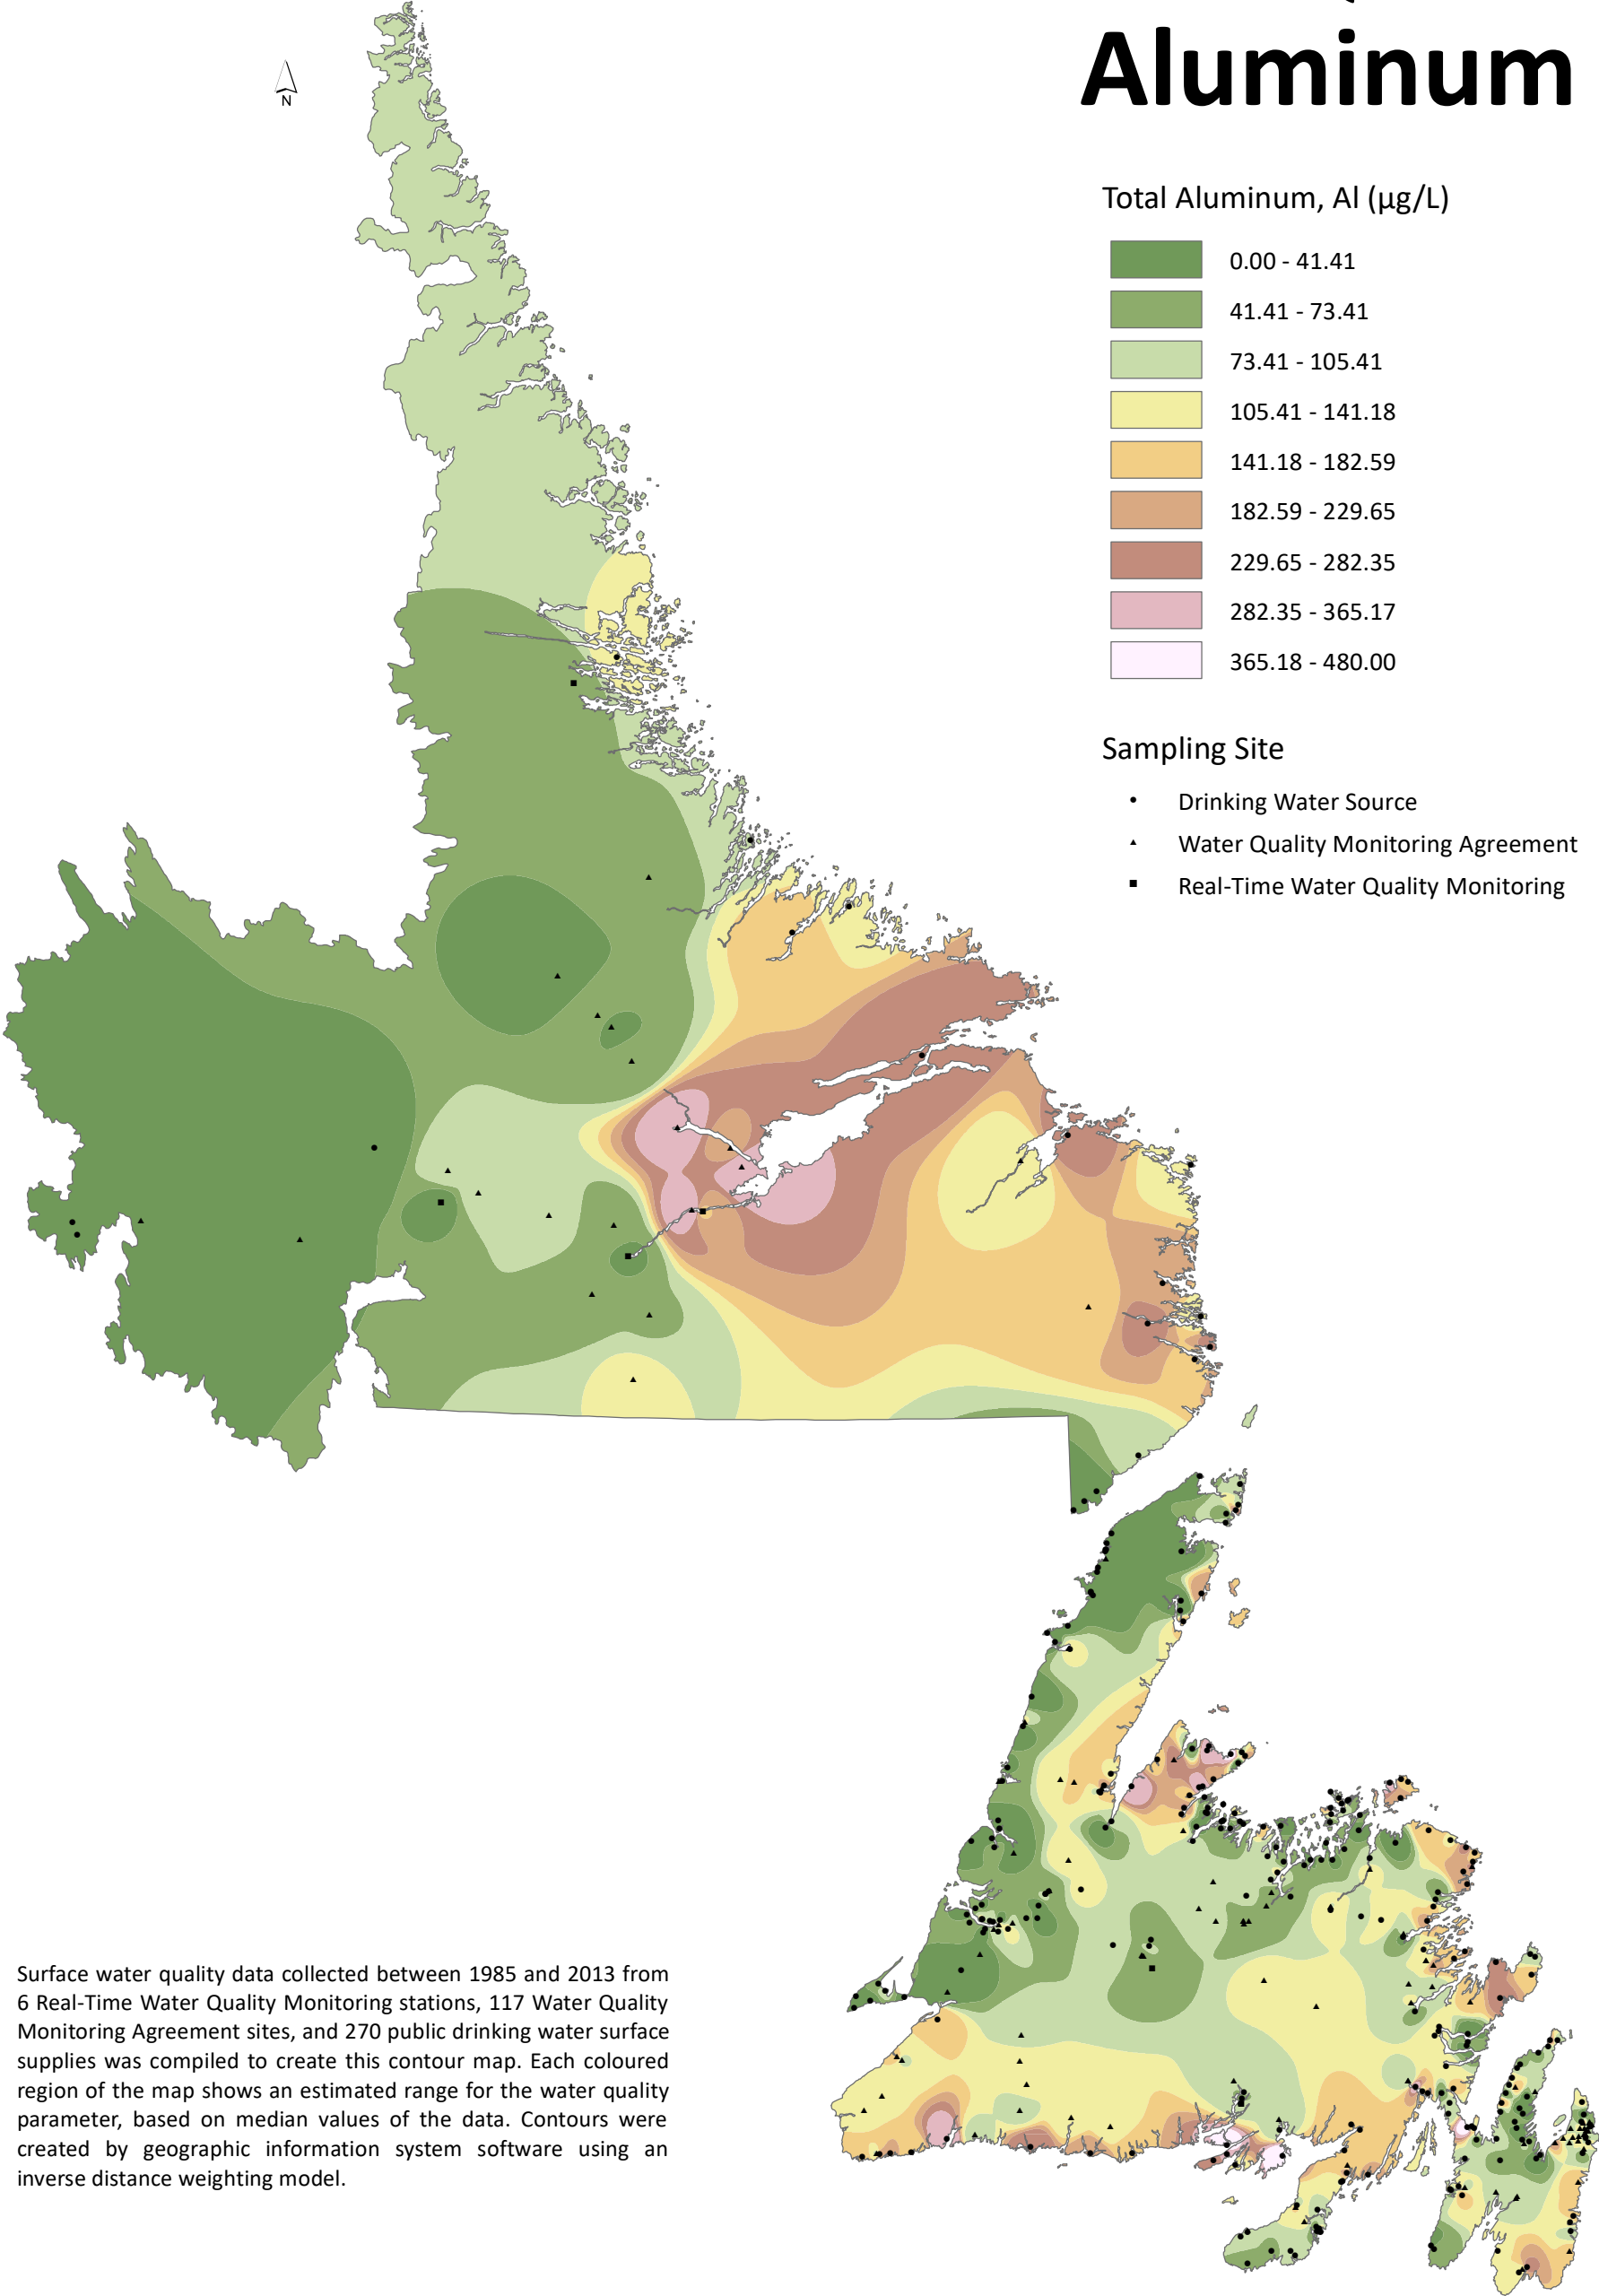 Aluminum
N
Total Aluminum, Al (µg/L)
0.00 - 41.41
41.41 - 73.41
73.41 - 105.41
105.41 - 141.18
141.18 - 182.59
182.59 - 229.65
229.65 - 282.35
282.35 - 365.17
365.18 - 480.00
Sampling Site
Drinking Water Source
Water Quality Monitoring Agreement
Real-Time Water Quality Monitoring
Surface water quality data collected between 1985 and 2013 from
6 Real-Time Water Quality Monitoring stations, 117 Water Quality
Monitoring Agreement sites, and 270 public drinking water surface
supplies was compiled to create this contour map. Each coloured
region of the map shows an estimated range for the water quality
parameter, based on median values of the data. Contours were
created by geographic information system software using an
inverse distance weighting model.